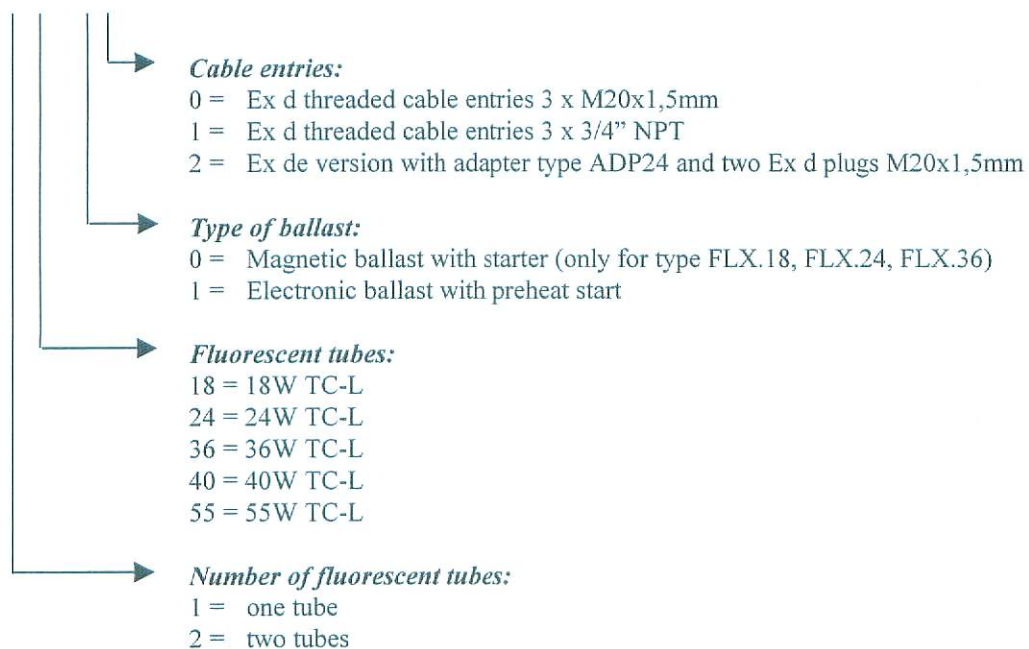 Cable entries:
0 = Ex d threaded cable entries 3 x M20x1,5mm
1 = Ex d threaded cable entries 3 x 3/4” NPT
2 = Ex de version with adapter type ADP24 and two Ex d plugs M20x1,5mm
Type of ballast:
0 = Magnetic ballast with starter (only for type FLX.18, FLX.24, FLX.36)
1 = Electronic ballast with preheat start
Fluorescent tubes:
18 = 18W TC-L
24 = 24W TC-L
36 = 36W TC-L
40 = 40W TC-L
55 = 55W TC-L
Number of fluorescent tubes:
1 = one tube
2 = two tubes